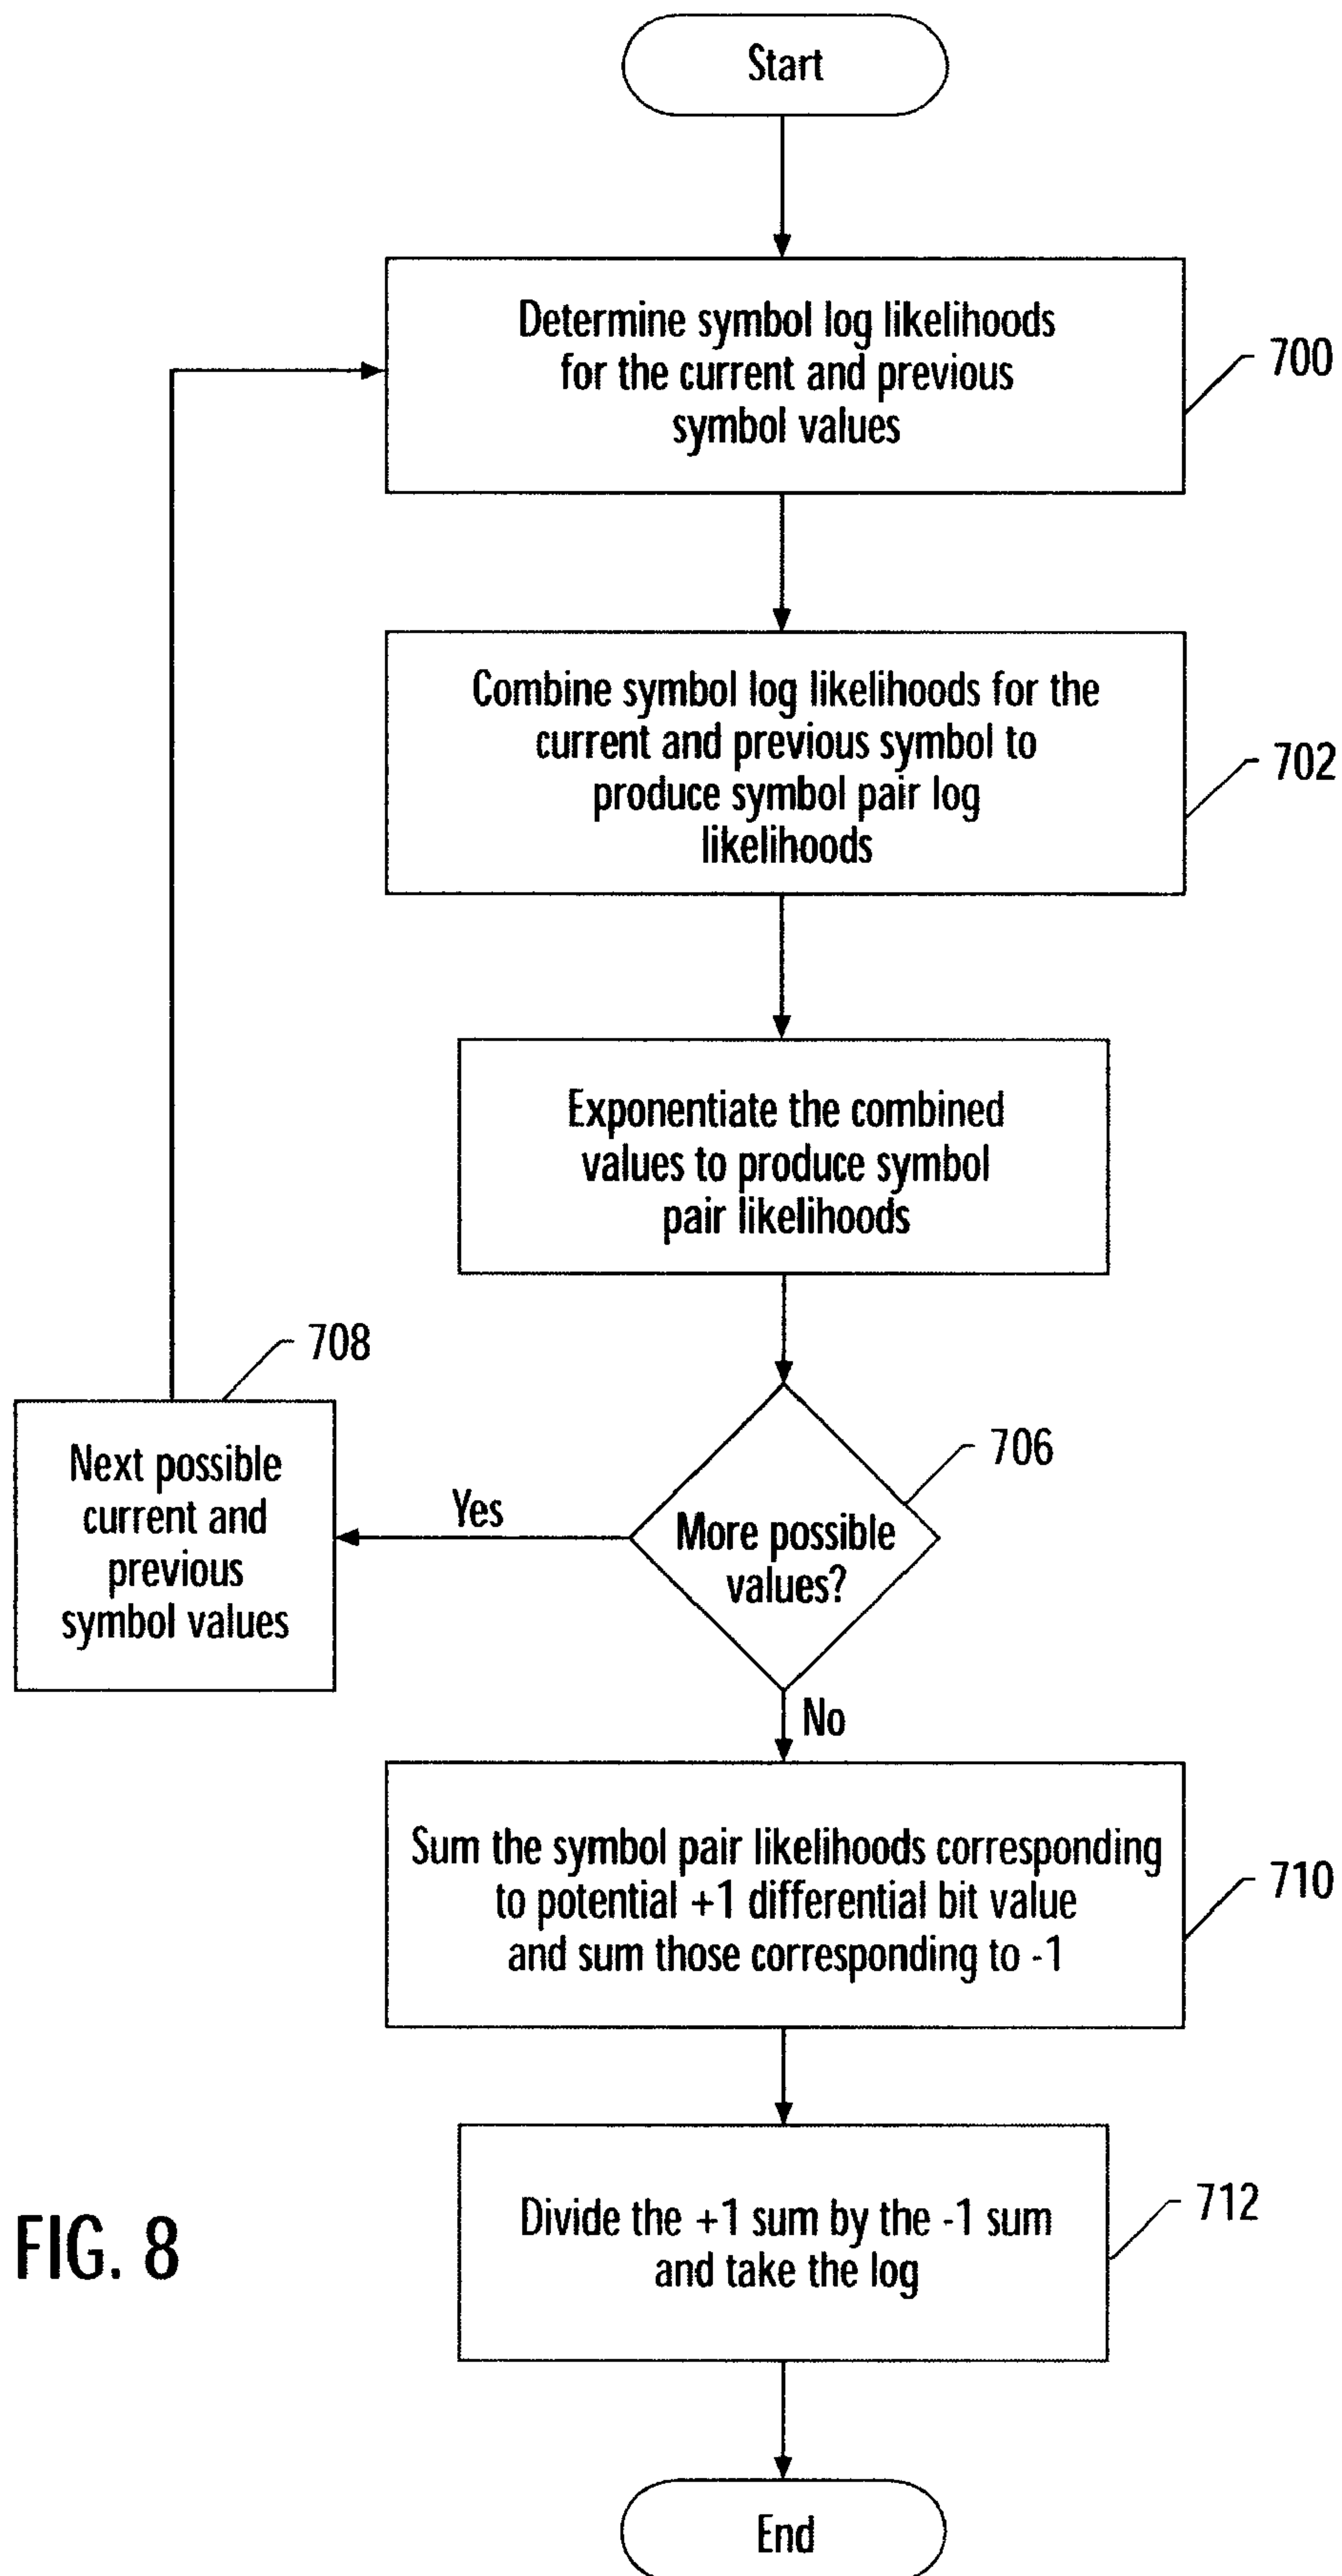 Start
Determine symbol log likelihoods
for the current and previous
symbol values
700
Combine symbol log likelihoods for the
current and previous symbol to
produce symbol pair log
likelihoods
702
Exponentiate the combined
values to produce symbol
pair likelihoods
708
Next possible
current and
previous
symbol values
Yes
706
More possible
values?
No
Sum the symbol pair likelihoods corresponding
to potential +1 differential bit value
and sum those corresponding to -1
710
Divide the +1 sum by the -1 sum
and take the log
712
FIG. 8
End